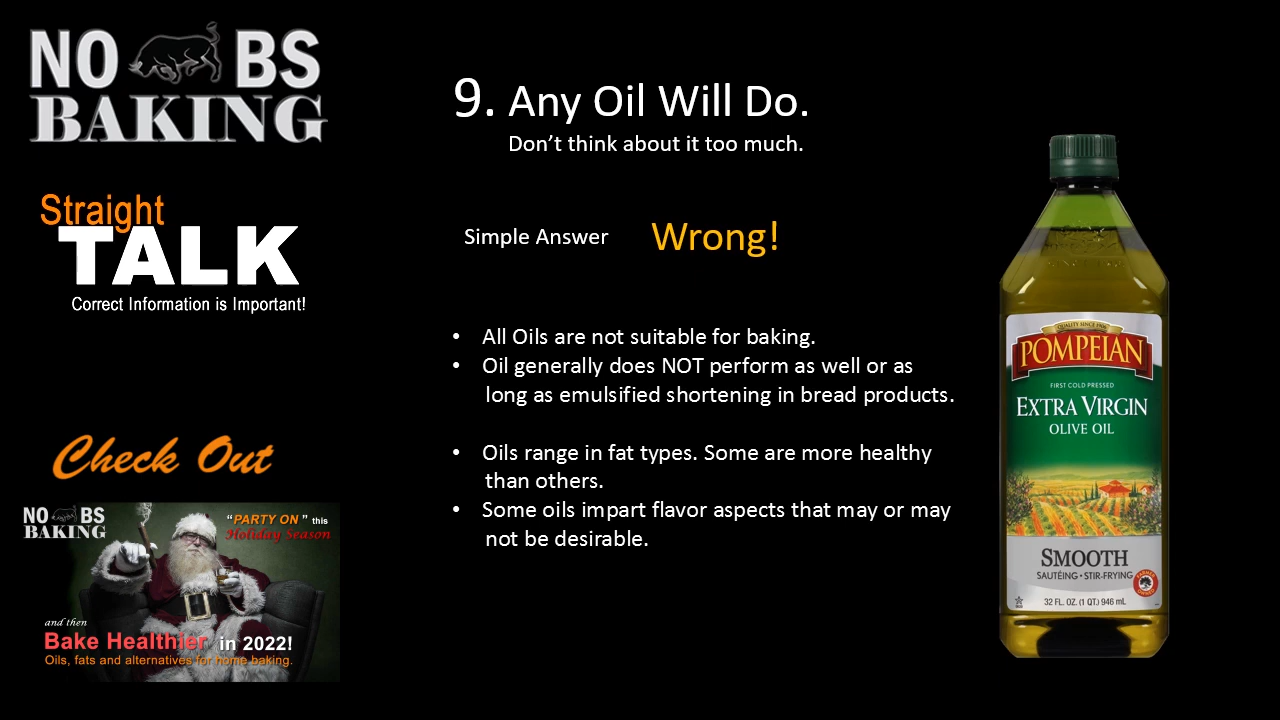 NO BS
BAKING
Straight
TALK
Correct Information is Important!
Check Out
NO BS
BAKING
“PARTY ON ” this
Holiday Season
and then
Bake Healthier in 2022!
Oils, fats and alternatives for home baking.
9. Any Oil Will Do.
Don’t think about it too much.
Simple Answer Wrong!
• All Oils are not suitable for baking.
• Oil generally does NOT perform as well or as
long as emulsified shortening in bread products.
• Oils range in fat types. Some are more healthy
than others.
• Some oils impart flavor aspects that may or may
not be desirable.
QUALITY SINCE 1906
POMPEIAN
FIRST COLD PRESSED
EXTRA VIRGIN
OLIVE OIL
SMOOTH
SAUTÉING • STIR-FRYING
32 FL. OZ. (1 QT.) 946 mL